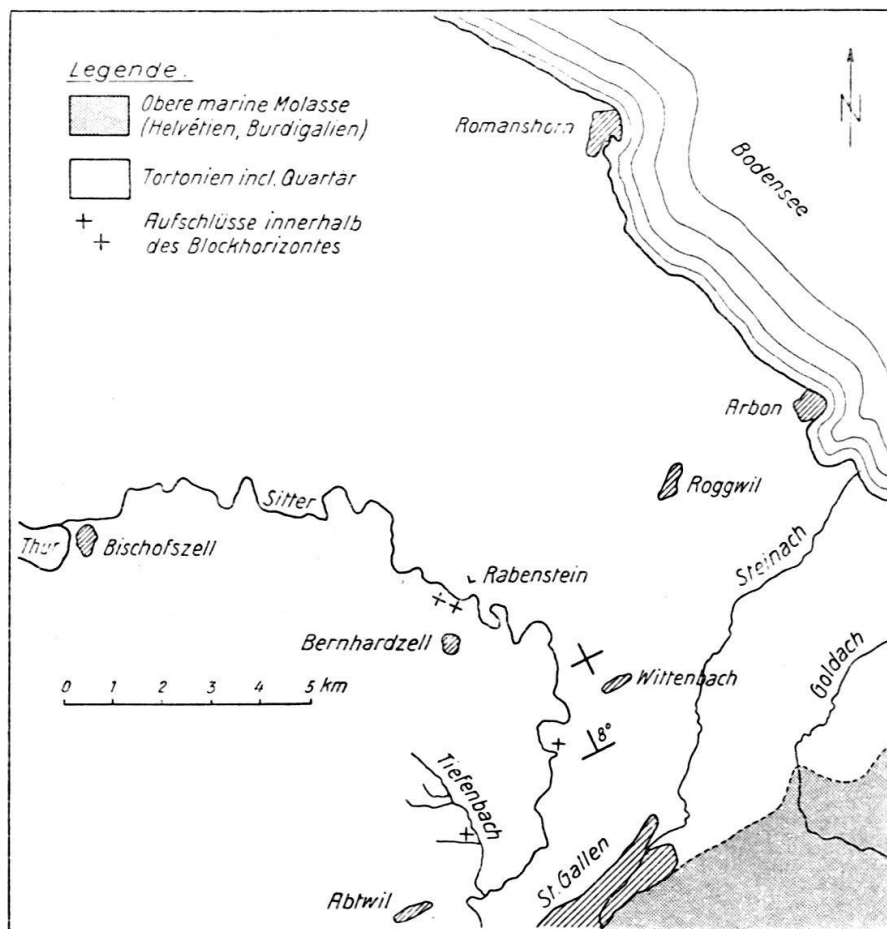 Legende.
Obere marine Molasse
(Helvétien, Burdigalien)
Tortonien incl. Quartär
Aufschlüsse innerhalb
des Blockhorizontes
N
Romanshorn
Bodensee
Arbon
Roggwil
Sitter
Thur
Bischofszell
Steinach
Rabenstein
Bernhardzell
Wittenbach
Goldach
0 1 2 3 4 5 km
8°
Tiefenbach
St. Gallen
Abtwil